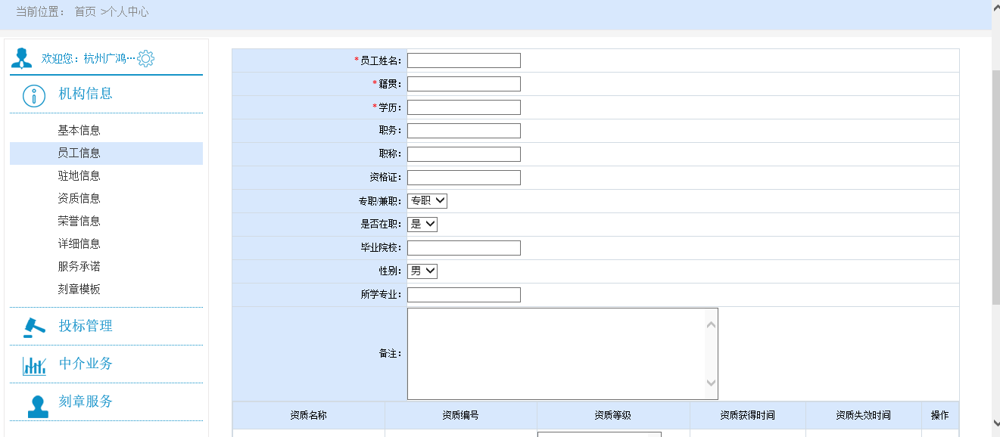 当前位置： 首页 >个人中心
欢迎您：杭州广鸿…
机构信息
基本信息
员工信息
驻地信息
资质信息
荣誉信息
详细信息
服务承诺
刻章模板
投标管理
中介业务
刻章服务
*员工姓名：
*籍贯：
*学历：
职务：
职称：
资格证：
专职/兼职： 专职
是否在职： 是
毕业院校：
性别： 男
所学专业：
备注：
资质名称 资质编号 资质等级 资质获得时间 资质失效时间 操作